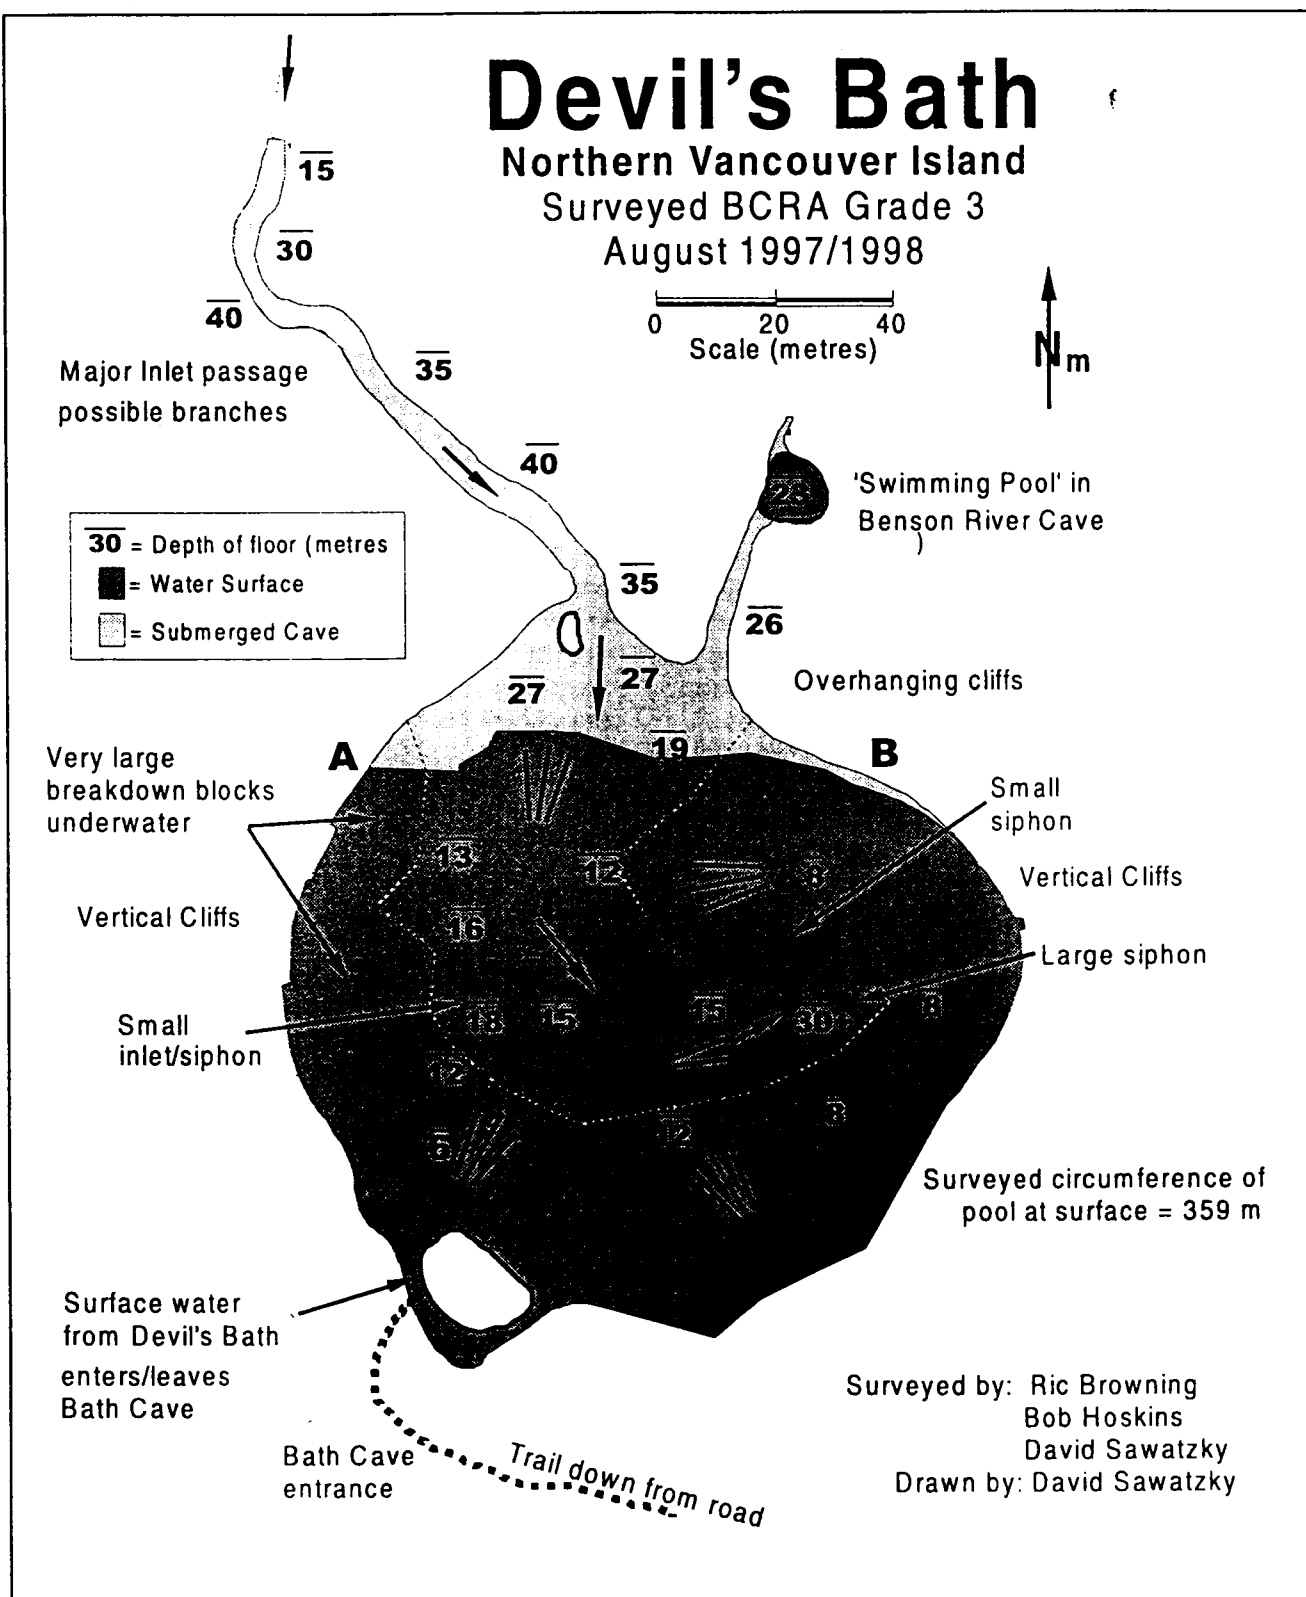 Devil's Bath
Northern Vancouver Island
Surveyed BCRA Grade 3
August 1997/1998
0 20 40
Scale (metres)
Nm
15
30
40
35
Major Inlet passage
possible branches
40
'Swimming Pool' in
Benson River Cave
)
30 = Depth of floor (metres
= Water Surface
= Submerged Cave
35
26
27
27
Overhanging cliffs
19
A
B
Very large
breakdown blocks
underwater
Small
siphon
13
12
8
Vertical Cliffs
Vertical Cliffs
16
Large siphon
Small
inlet/siphon
18
15
15
30
8
12
12
8
6
Surveyed circumference of
pool at surface = 359 m
Surface water
from Devil's Bath
enters/leaves
Bath Cave
Surveyed by: Ric Browning
Bob Hoskins
David Sawatzky
Drawn by: David Sawatzky
Bath Cave
entrance
Trail down from road